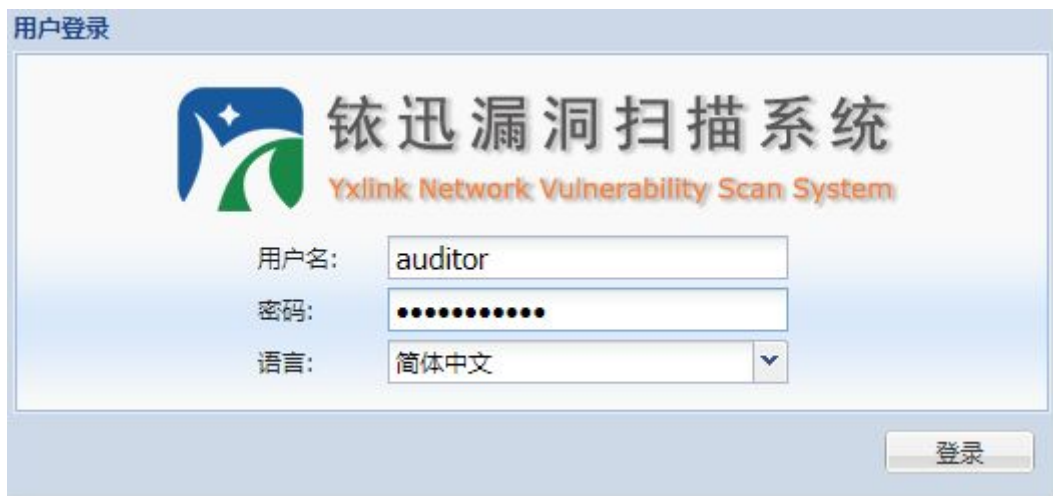 用户登录
铱迅漏洞扫描系统
Yxlink Network Vulnerability Scan System
用户名: auditor
密码: •••••••••••
语言: 简体中文
登录